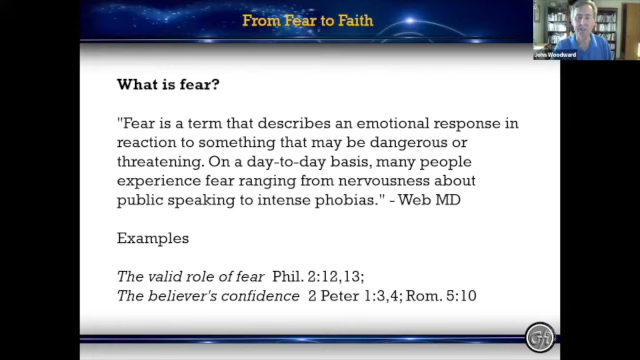 From Fear to Faith
John Woodward
What is fear?
"Fear is a term that describes an emotional response in
reaction to something that may be dangerous or
threatening. On a day-to-day basis, many people
experience fear ranging from nervousness about
public speaking to intense phobias." - Web MD
Examples
The valid role of fear Phil. 2:12,13;
The believer's confidence 2 Peter 1:3,4; Rom. 5:10